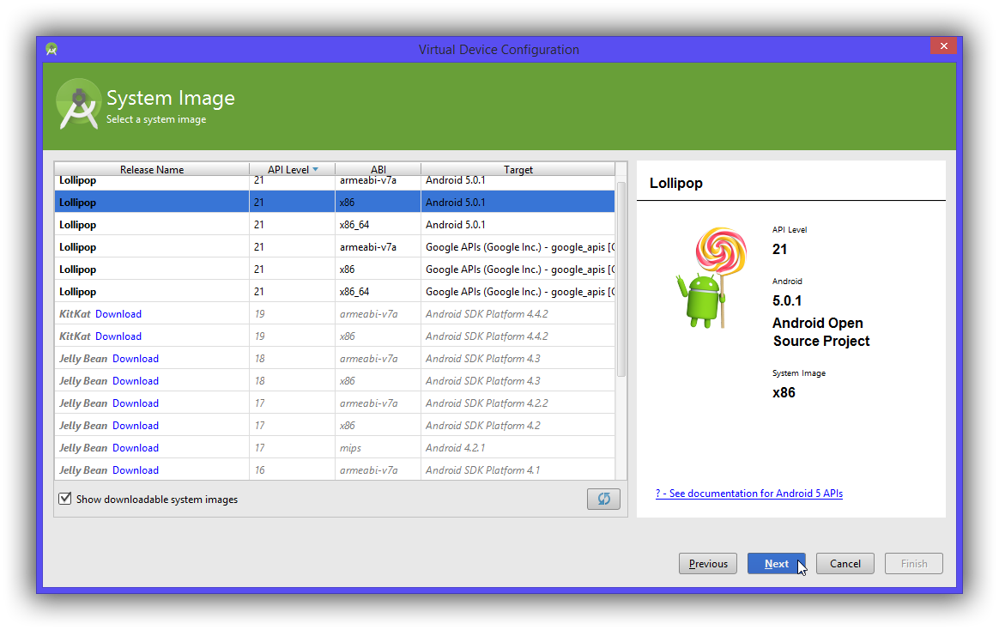 Virtual Device Configuration
System Image
Select a system image
Release Name API Level ABI Target
Lollipop 21 armeabi-v7a Android 5.0.1
Lollipop 21 x86 Android 5.0.1
Lollipop 21 x86_64 Android 5.0.1
Lollipop 21 armeabi-v7a Google APIs (Google Inc.) - google_apis [G
Lollipop 21 x86 Google APIs (Google Inc.) - google_apis [G
Lollipop 21 x86_64 Google APIs (Google Inc.) - google_apis [G
KitKat Download 19 armeabi-v7a Android SDK Platform 4.4.2
KitKat Download 19 x86 Android SDK Platform 4.4.2
Jelly Bean Download 18 armeabi-v7a Android SDK Platform 4.3
Jelly Bean Download 18 x86 Android SDK Platform 4.3
Jelly Bean Download 17 armeabi-v7a Android SDK Platform 4.2.2
Jelly Bean Download 17 x86 Android SDK Platform 4.2
Jelly Bean Download 17 mips Android 4.2.1
Jelly Bean Download 16 armeabi-v7a Android SDK Platform 4.1
Show downloadable system images
Lollipop
API Level
21
Android
5.0.1
Android Open
Source Project
System Image
x86
? - See documentation for Android 5 APIs
Previous Next Cancel Finish